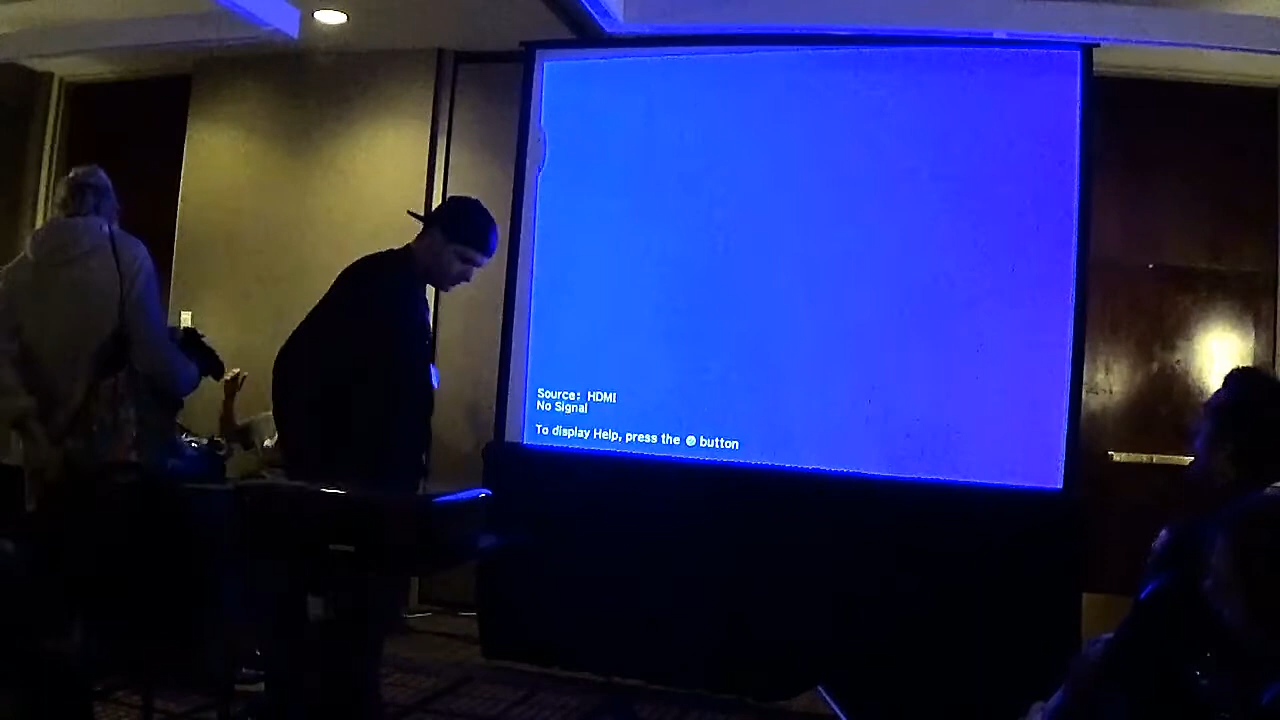 Source: HDMI
No Signal
To display Help, press the button